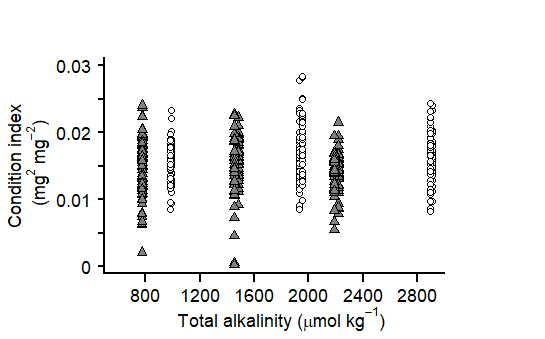 Condition index
(mg² mg⁻²)
0.03
0.02
0.01
0
800 1200 1600 2000 2400 2800
Total alkalinity (μmol kg⁻¹)